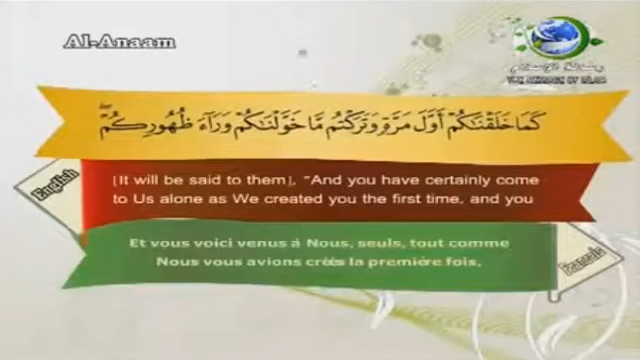 Al-Anaam
رسالة الإسلام
THE MESSAGE OF ISLAM
كَمَا خَلَقْنَٰكُمْ أَوَّلَ مَرَّةٍ وَتَرَكْتُم مَّا خَوَّلْنَٰكُمْ وَرَآءَ ظُهُورِكُمْ ۖ
English
[It will be said to them], "And you have certainly come
to Us alone as We created you the first time, and you
Et vous voici venus à Nous, seuls, tout comme
Nous vous avions créés la première fois,